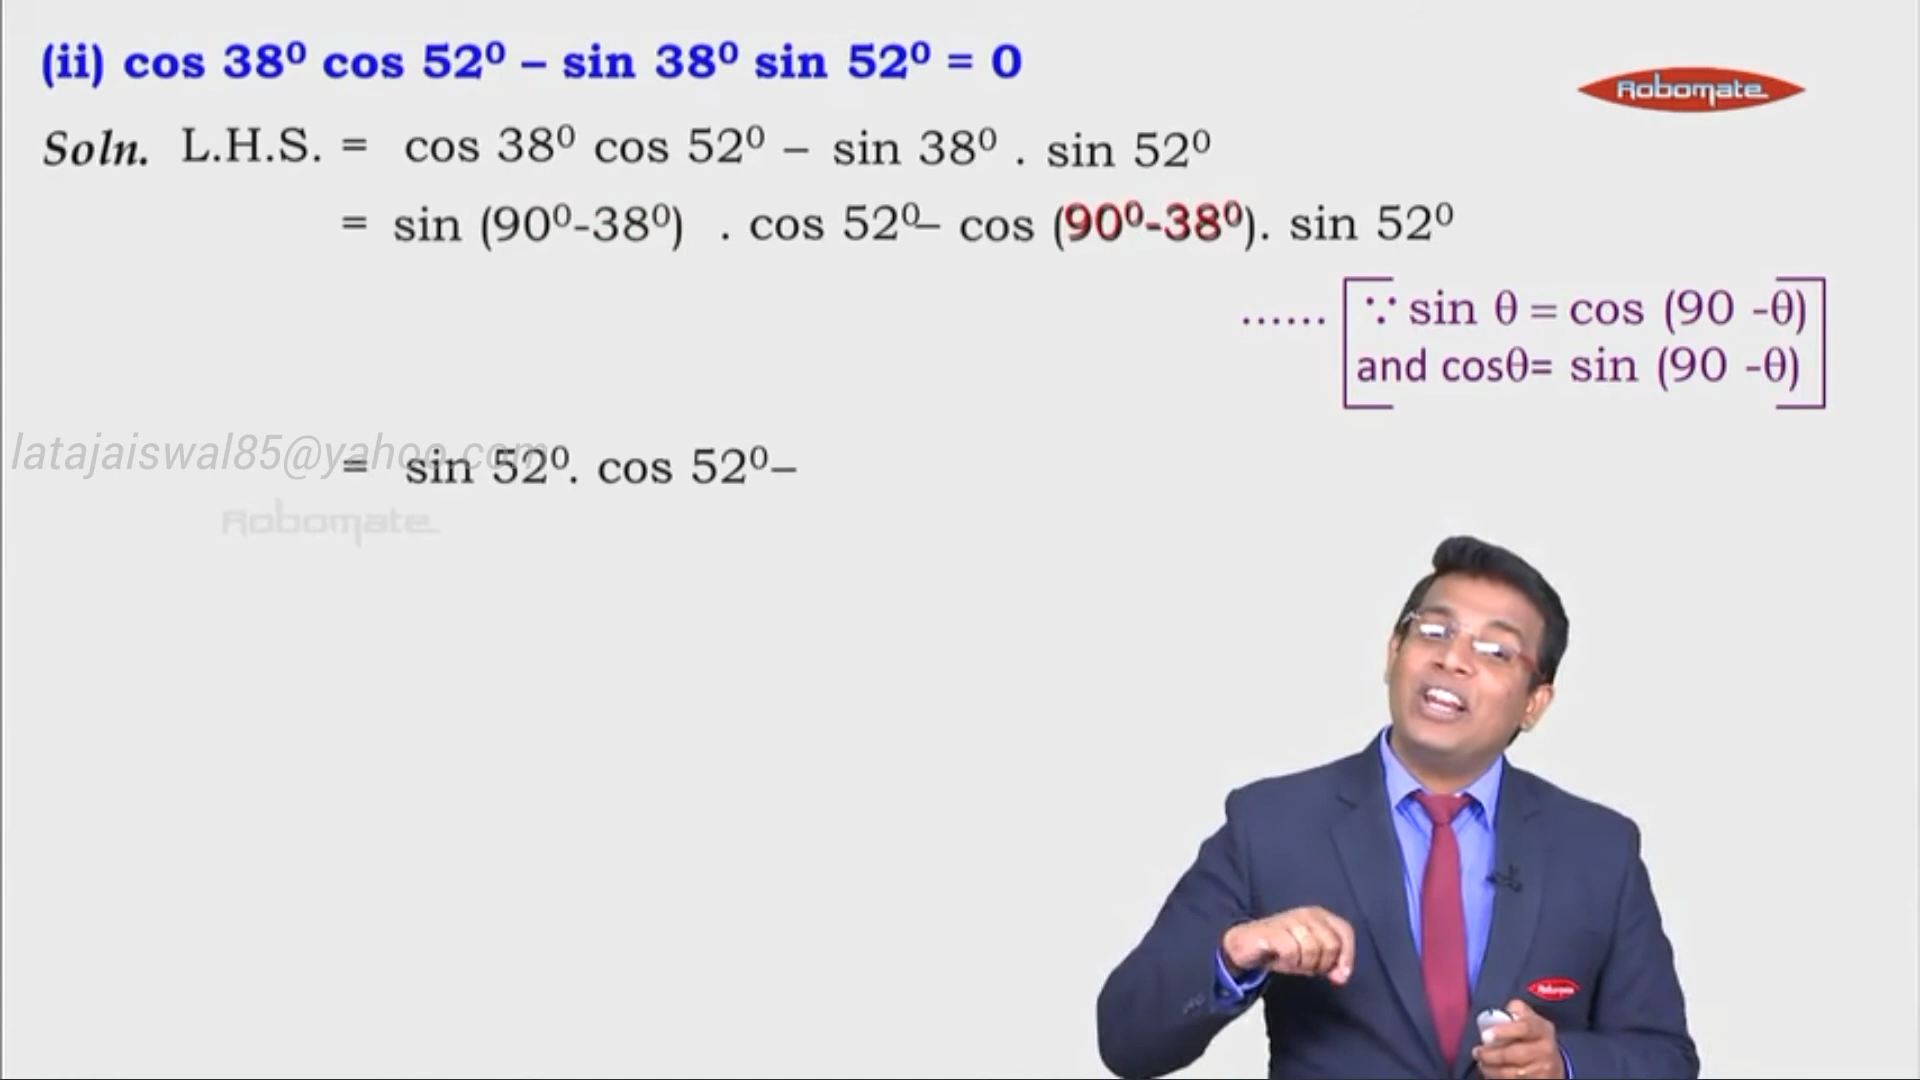 (ii) cos 38⁰ cos 52⁰ – sin 38⁰ sin 52⁰ = 0
Robomate
Soln. L.H.S. = cos 38⁰ cos 52⁰ – sin 38⁰ . sin 52⁰
= sin (90⁰-38⁰) . cos 52⁰– cos (90⁰-38⁰). sin 52⁰
...... ∵ sin θ = cos (90 -θ)
and cosθ= sin (90 -θ)
latajaiswal85@yahoo.com
= sin 52⁰. cos 52⁰–
Robomate
Robomate